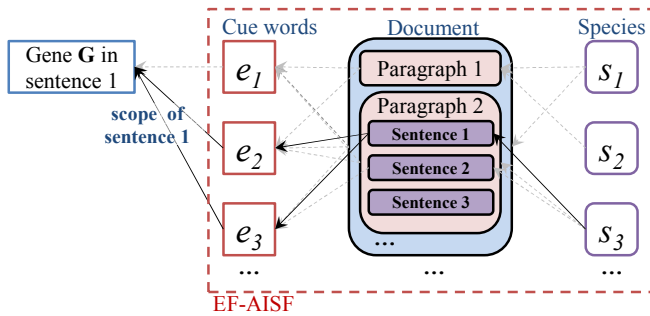 Cue words
Document
Species
Gene G in
sentence 1
scope of
sentence 1
e1
e2
e3
...
Paragraph 1
Paragraph 2
Sentence 1
Sentence 2
Sentence 3
...
...
s1
s2
s3
...
EF-AISF